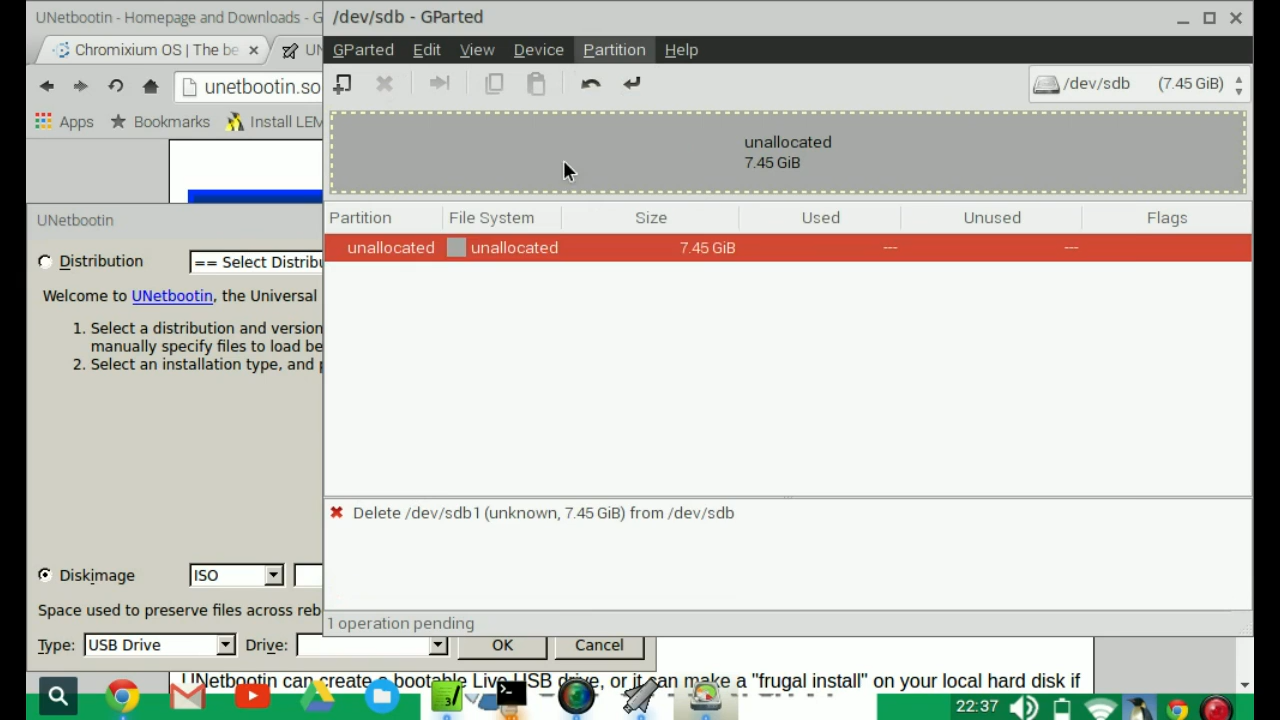 UNetbootin - Homepage and Downloads - G
/dev/sdb - GParted
Chromixium OS | The be
UN
GParted Edit View Device Partition Help
unetbootin.so
/dev/sdb (7.45 GiB)
Apps Bookmarks Install LEM
unallocated
7.45 GiB
Partition File System Size Used Unused Flags
unallocated unallocated 7.45 GiB --- ---
UNetbootin
Distribution == Select Distribu
Welcome to UNetbootin, the Universal
1. Select a distribution and version
manually specify files to load be
2. Select an installation type, and p
Delete /dev/sdb1 (unknown, 7.45 GiB) from /dev/sdb
Diskimage ISO
Space used to preserve files across reb
1 operation pending
Type: USB Drive Drive: OK Cancel
UNetbootin can create a bootable Live USB drive, or it can make a "frugal install" on your local hard disk if
22:37